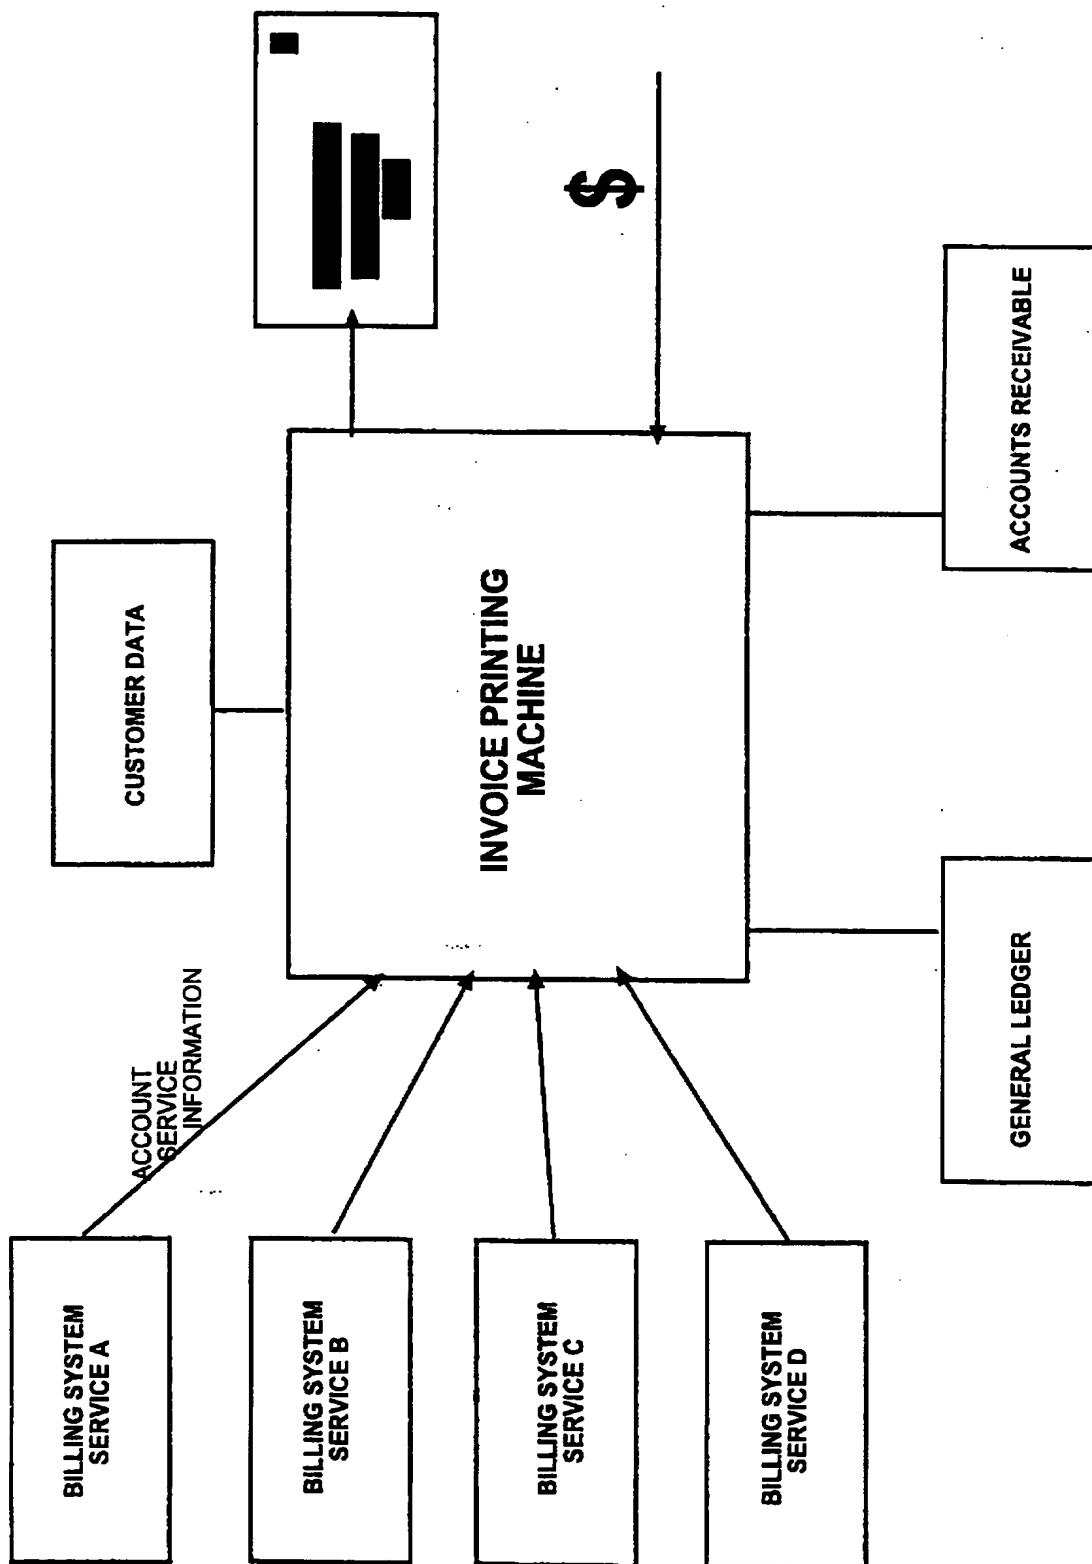 BILLING SYSTEM
SERVICE A
BILLING SYSTEM
SERVICE B
BILLING SYSTEM
SERVICE C
BILLING SYSTEM
SERVICE D
ACCOUNT
SERVICE
INFORMATION
CUSTOMER DATA
INVOICE PRINTING
MACHINE
$
GENERAL LEDGER
ACCOUNTS RECEIVABLE